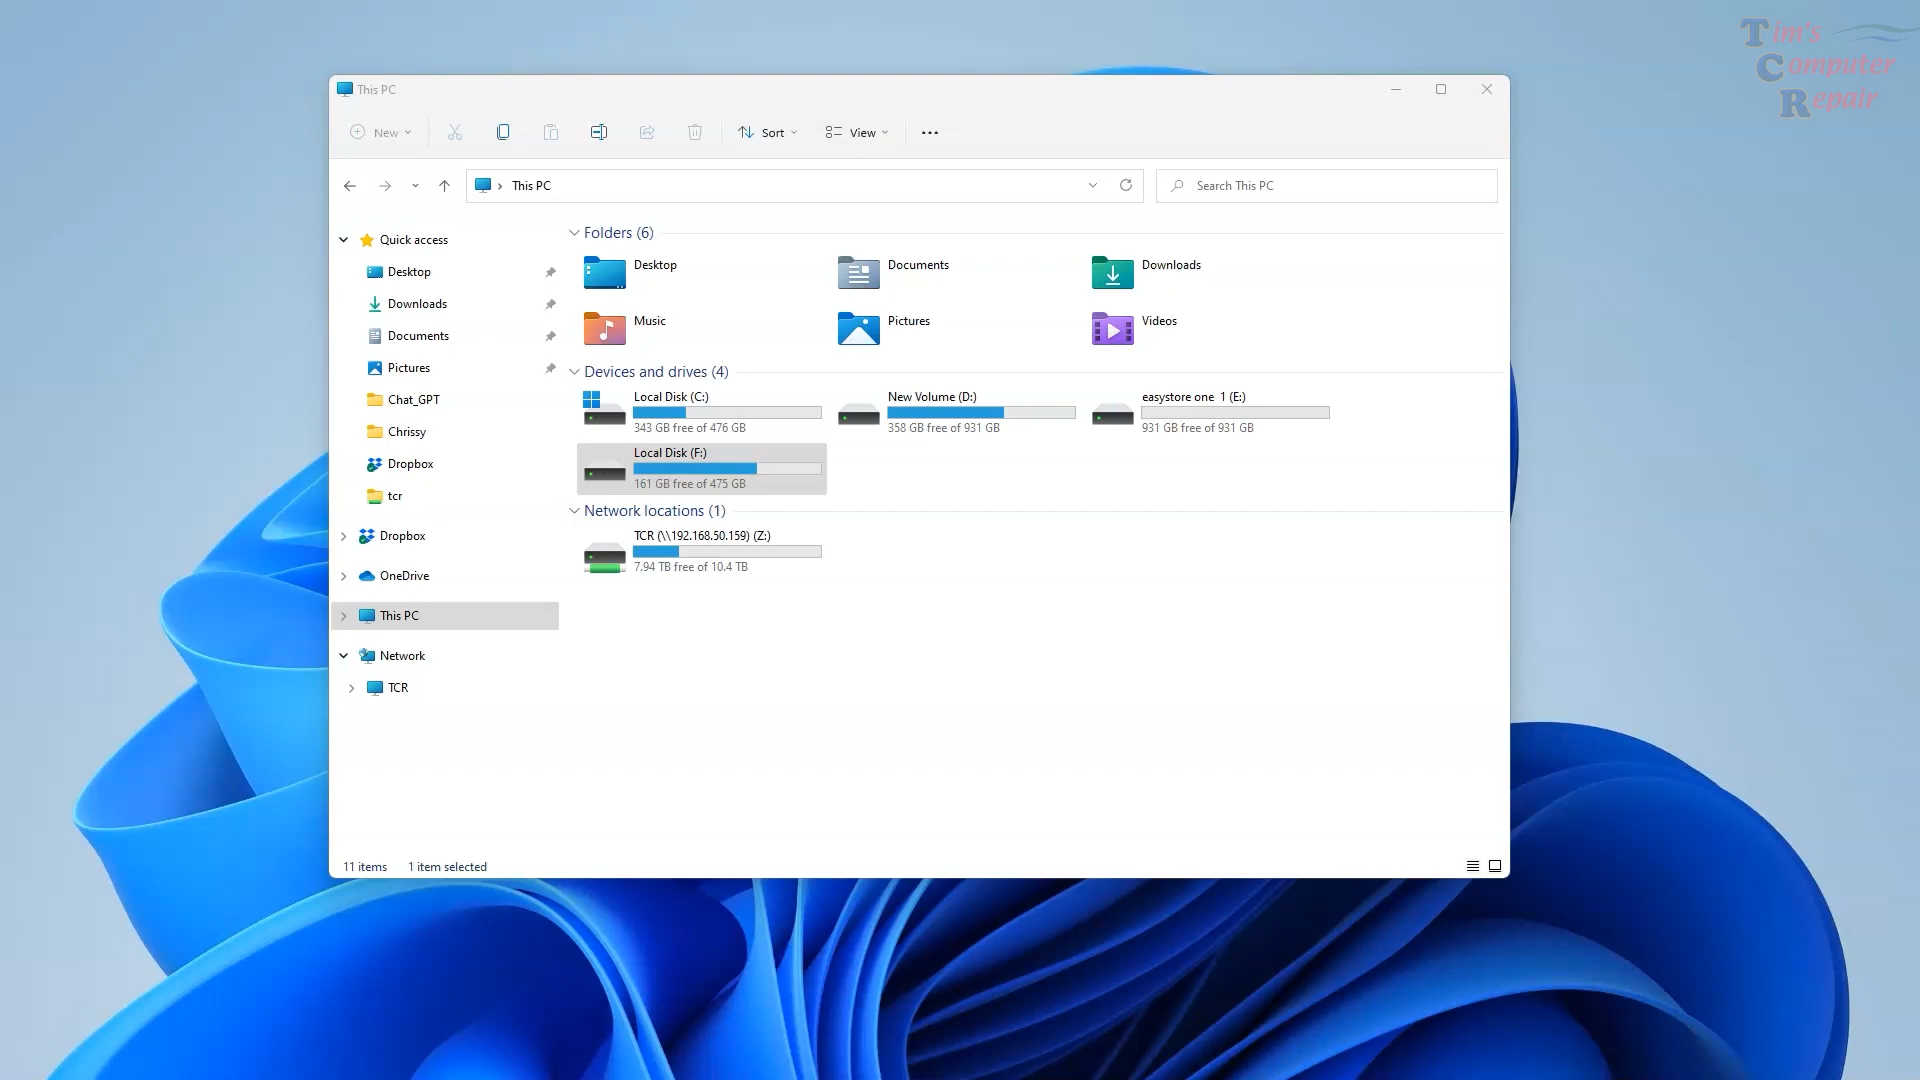 Tim's
Computer
Repair
This PC
New
Sort
View
This PC
Search This PC
Quick access
Desktop
Downloads
Documents
Pictures
Chat_GPT
Chrissy
Dropbox
tcr
Dropbox
OneDrive
This PC
Network
TCR
Folders (6)
Desktop
Documents
Downloads
Music
Pictures
Videos
Devices and drives (4)
Local Disk (C:)
343 GB free of 476 GB
New Volume (D:)
358 GB free of 931 GB
easystore one  1 (E:)
931 GB free of 931 GB
Local Disk (F:)
161 GB free of 475 GB
Network locations (1)
TCR (\\192.168.50.159) (Z:)
7.94 TB free of 10.4 TB
11 items
1 item selected